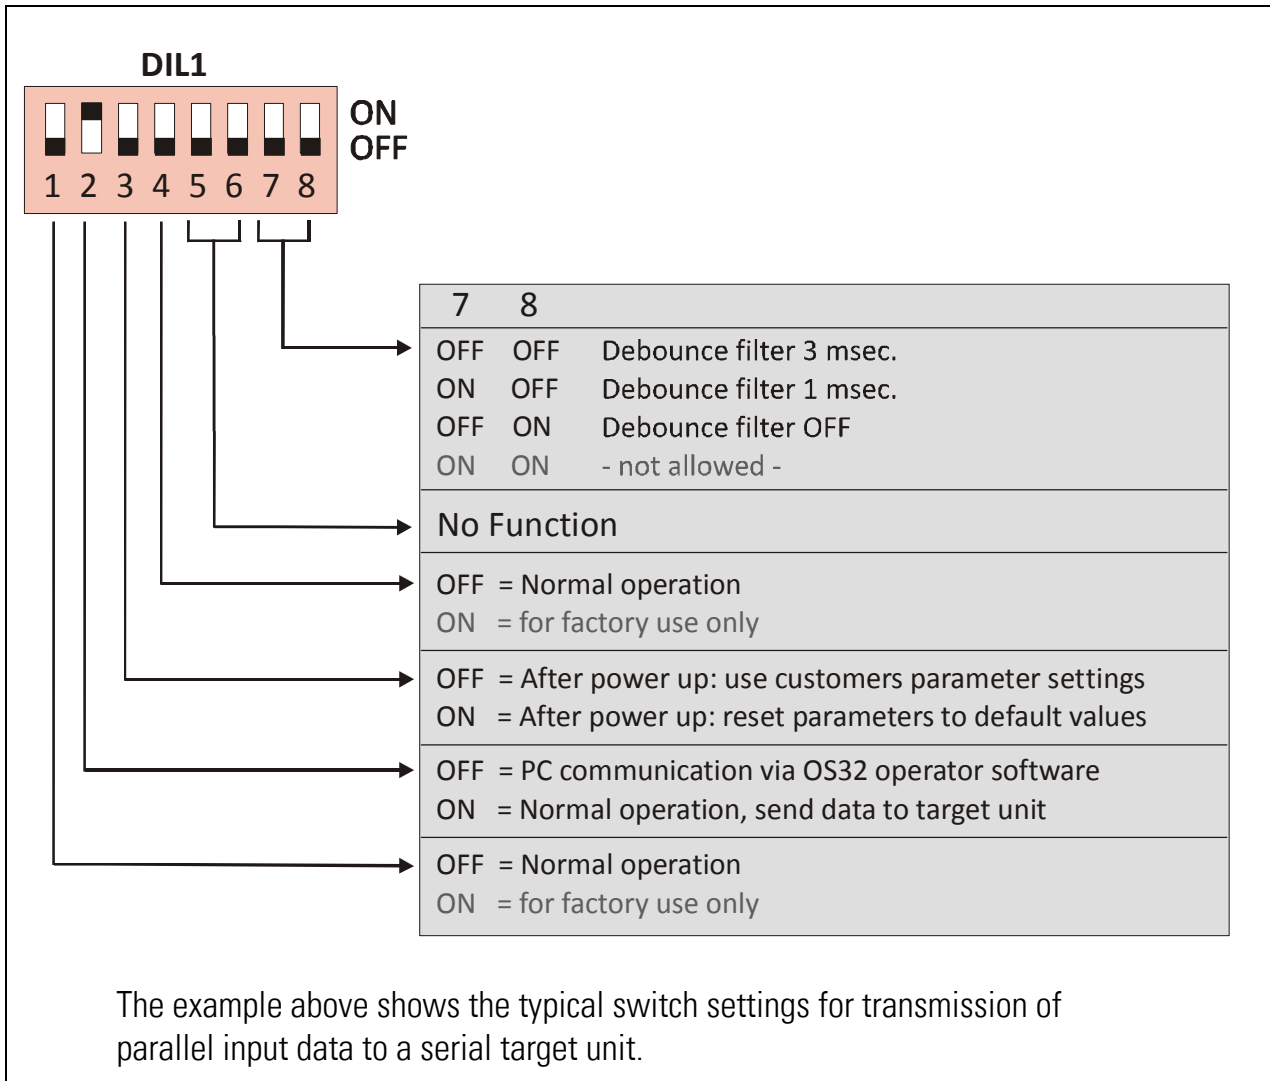 DIL1
ON
OFF
1 2 3 4 5 6 7 8
7 8
OFF OFF Debounce filter 3 msec.
ON OFF Debounce filter 1 msec.
OFF ON Debounce filter OFF
ON ON - not allowed -
No Function
OFF = Normal operation
ON = for factory use only
OFF = After power up: use customers parameter settings
ON = After power up: reset parameters to default values
OFF = PC communication via OS32 operator software
ON = Normal operation, send data to target unit
OFF = Normal operation
ON = for factory use only
The example above shows the typical switch settings for transmission of
parallel input data to a serial target unit.